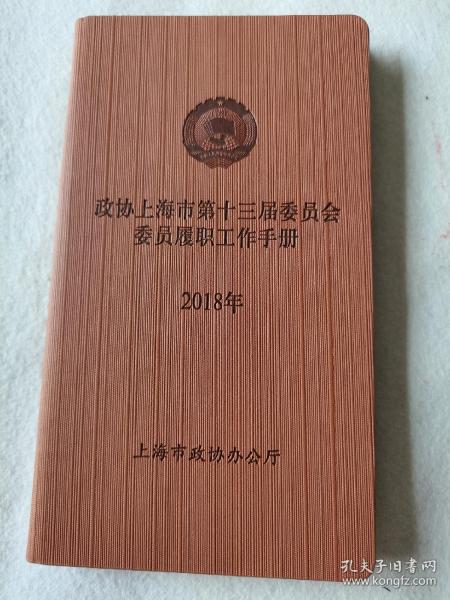 政协上海市第十三届委员会
委员履职工作手册
2018年
上海市政协办公厅
孔夫子旧书网
www.kongfz.com